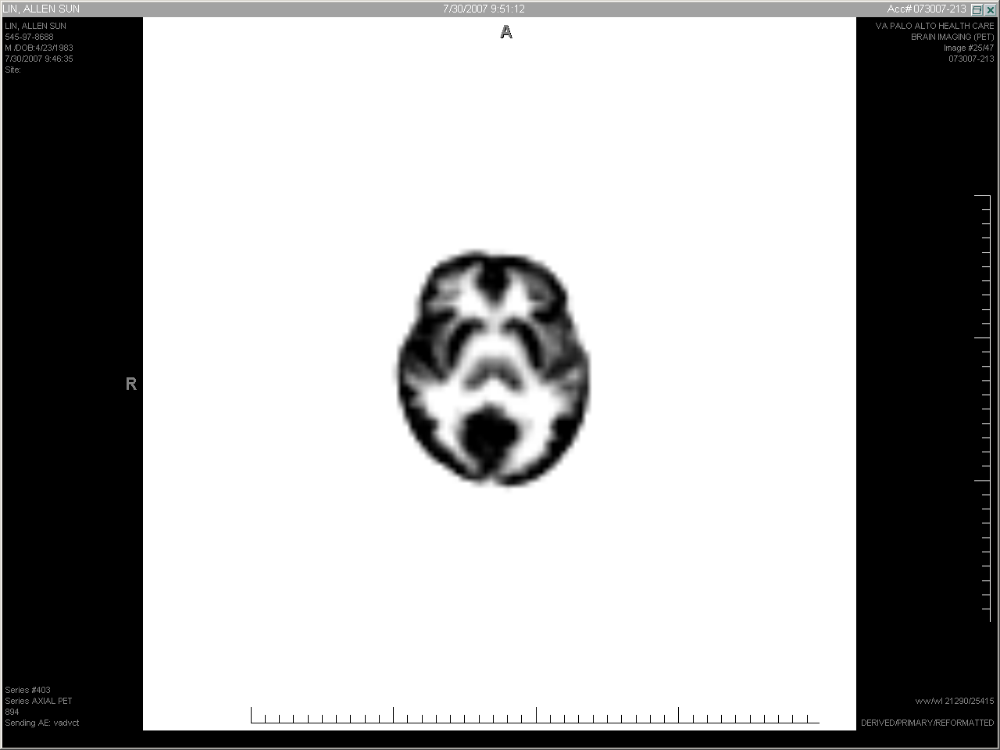 LIN, ALLEN SUN 7/30/2007 9:51:12 Acc# 073007-213
LIN, ALLEN SUN
545-97-8688
M /DOB:4/23/1983
7/30/2007 9:46:35
Site:
VA PALO ALTO HEALTH CARE
BRAIN IMAGING (PET)
Image #25/47
073007-213
A
R
Series #403
Series AXIAL PET
894
Sending AE: vadvct
ww/wl 21290/25415
DERIVED/PRIMARY/REFORMATTED